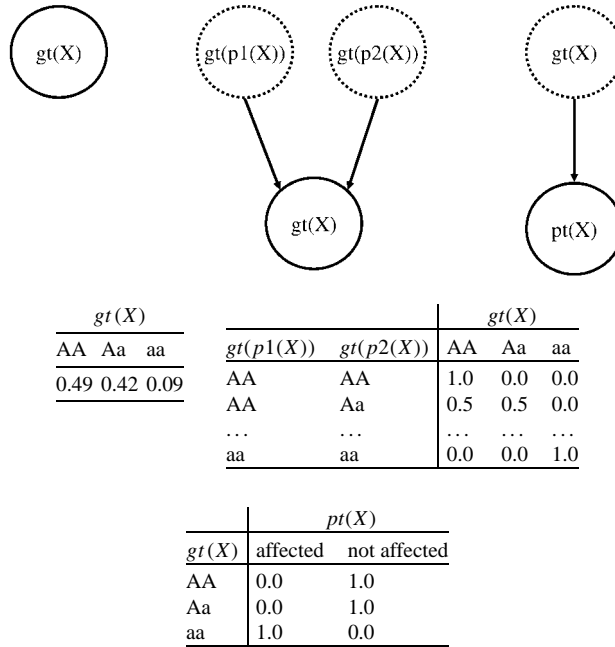 gt(X) gt(p1(X)) gt(p2(X)) gt(X)
gt(X) pt(X)
gt(X)
AA Aa aa
0.49 0.42 0.09
gt(X)
gt(p1(X)) gt(p2(X)) AA Aa aa
AA AA 1.0 0.0 0.0
AA Aa 0.5 0.5 0.0
... ... ... ... ...
aa aa 0.0 0.0 1.0
pt(X)
gt(X) affected not affected
AA 0.0 1.0
Aa 0.0 1.0
aa 1.0 0.0